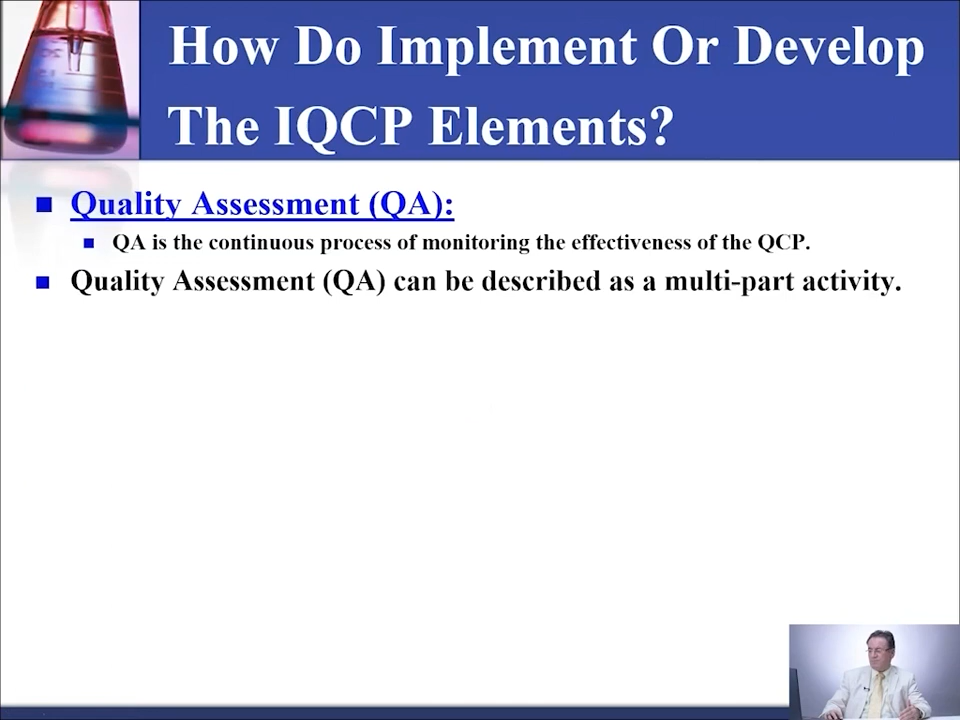 How Do Implement Or Develop
The IQCP Elements?
Quality Assessment (QA):
QA is the continuous process of monitoring the effectiveness of the QCP.
Quality Assessment (QA) can be described as a multi-part activity.